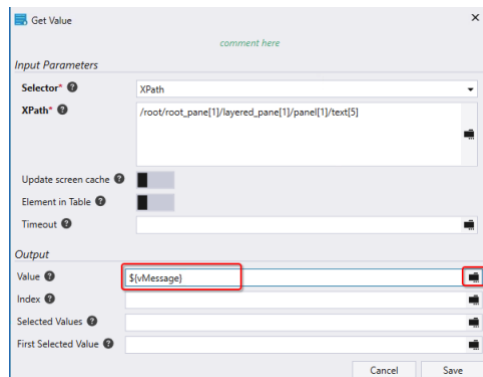 Get Value
comment here
Input Parameters
Selector*
XPath
XPath*
/root/root_pane[1]/layered_pane[1]/panel[1]/text[5]
Update screen cache
Element in Table
Timeout
Output
Value
${vMessage}
Index
Selected Values
First Selected Value
Cancel Save